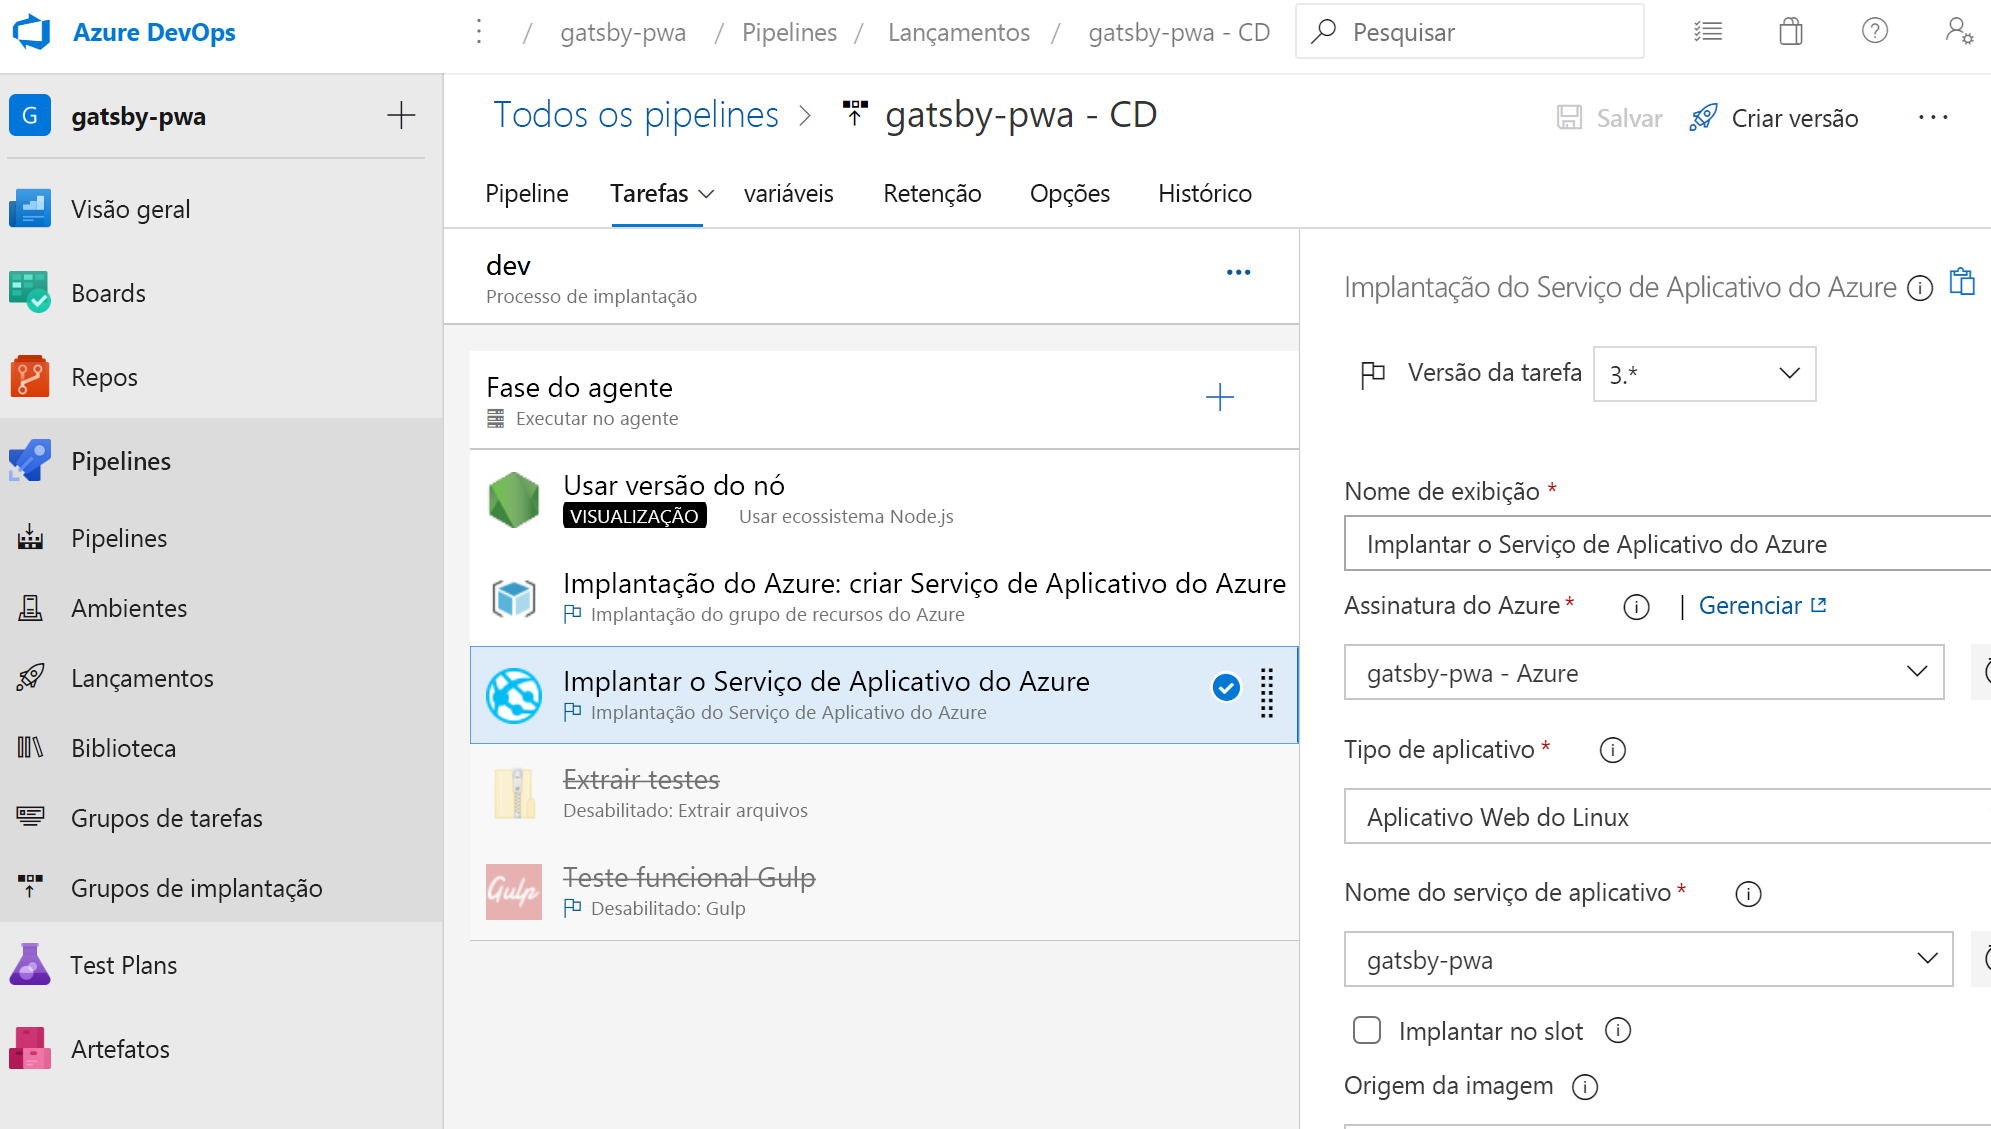 Azure DevOps
/ gatsby-pwa / Pipelines / Lançamentos / gatsby-pwa - CD
Pesquisar
G gatsby-pwa
Visão geral
Boards
Repos
Pipelines
Pipelines
Ambientes
Lançamentos
Biblioteca
Grupos de tarefas
Grupos de implantação
Test Plans
Artefatos
Todos os pipelines > gatsby-pwa - CD
Salvar
Criar versão
...
Pipeline Tarefas variáveis Retenção Opções Histórico
dev
Processo de implantação
Fase do agente
Executar no agente
Usar versão do nó
VISUALIZAÇÃO Usar ecossistema Node.js
Implantação do Azure: criar Serviço de Aplicativo do Azure
Implantação do grupo de recursos do Azure
Implantar o Serviço de Aplicativo do Azure
Implantação do Serviço de Aplicativo do Azure
Extrair testes
Desabilitado: Extrair arquivos
Gulp
Teste funcional Gulp
Desabilitado: Gulp
Implantação do Serviço de Aplicativo do Azure
Versão da tarefa 3.*
Nome de exibição *
Implantar o Serviço de Aplicativo do Azure
Assinatura do Azure * | Gerenciar
gatsby-pwa - Azure
Tipo de aplicativo *
Aplicativo Web do Linux
Nome do serviço de aplicativo *
gatsby-pwa
Implantar no slot
Origem da imagem